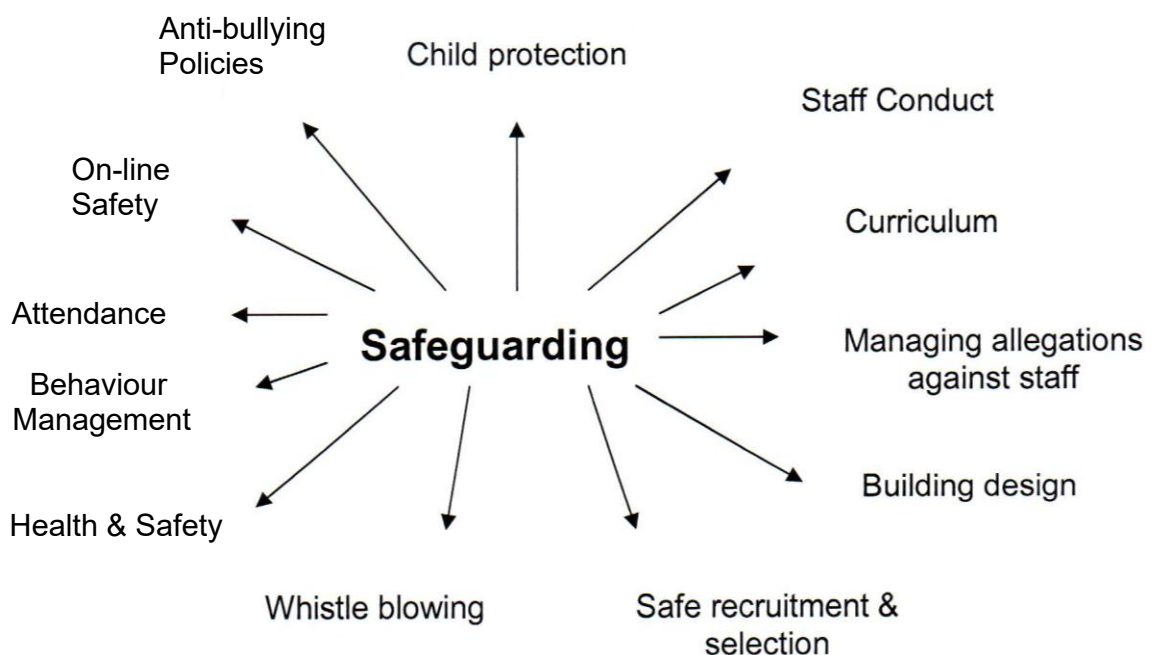 Anti-bullying
Policies
Child protection
Staff Conduct
On-line
Safety
Curriculum
Attendance
Safeguarding
Managing allegations
against staff
Behaviour
Management
Building design
Health & Safety
Whistle blowing
Safe recruitment &
selection